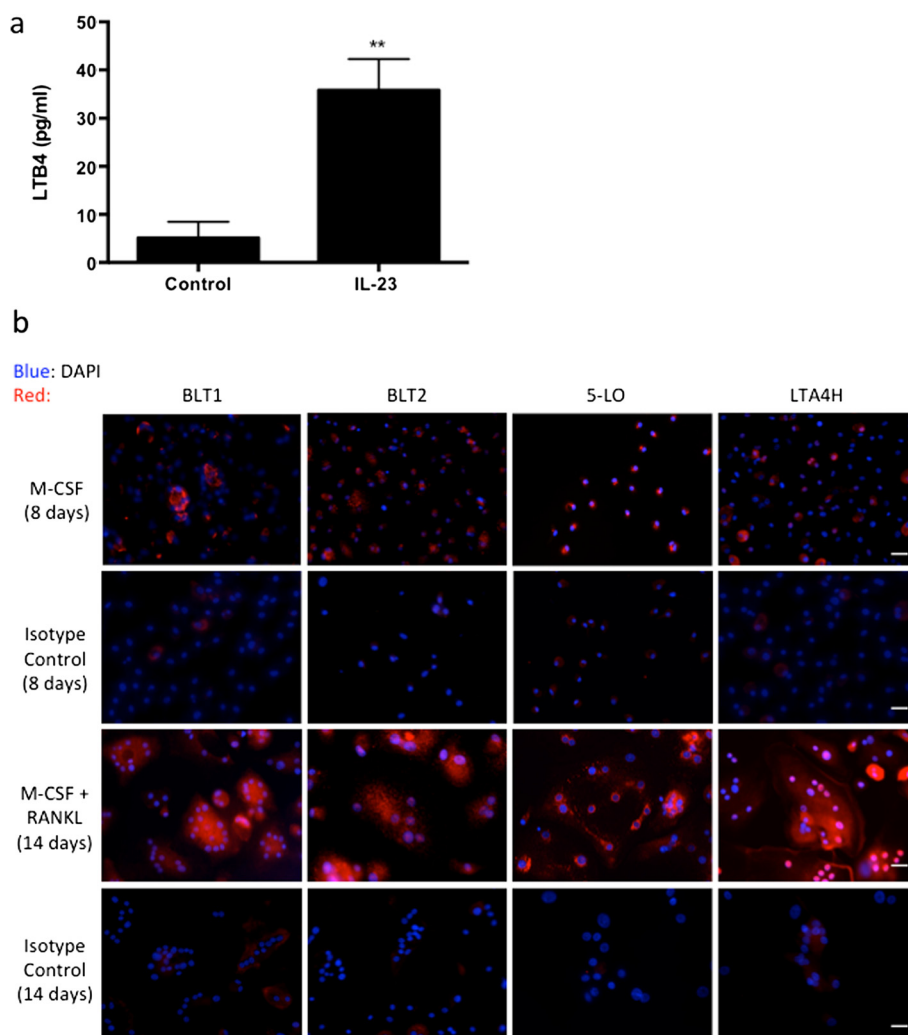 a
50
40
30
20
10
0
LTB4 (pg/ml)
**
Control
IL-23
b
Blue: DAPI
Red:
BLT1
BLT2
5-LO
LTA4H
M-CSF
(8 days)
Isotype
Control
(8 days)
M-CSF +
RANKL
(14 days)
Isotype
Control
(14 days)